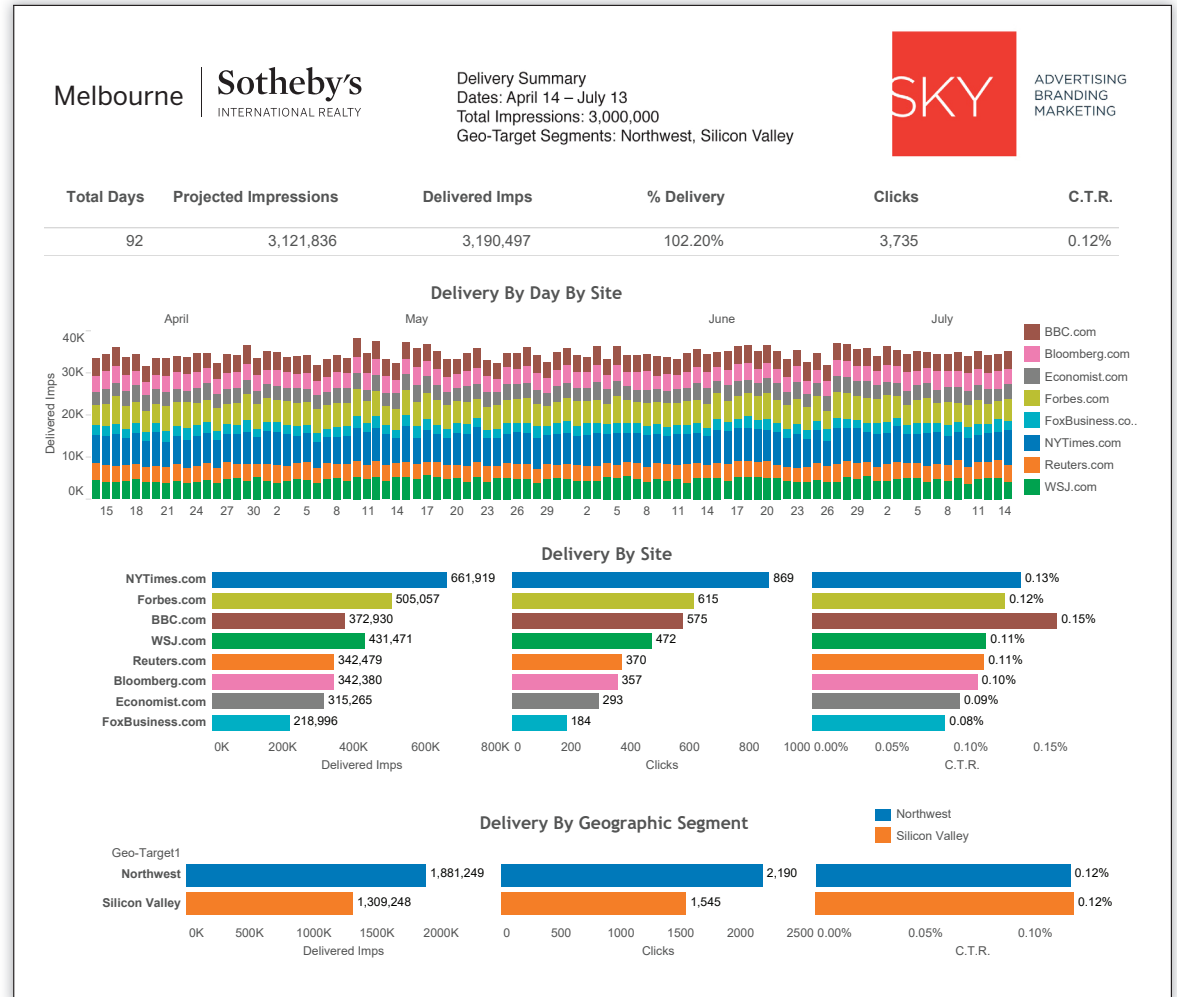 Melbourne
Sotheby's
INTERNATIONAL REALTY
Delivery Summary
Dates: April 14 – July 13
Total Impressions: 3,000,000
Geo-Target Segments: Northwest, Silicon Valley
SKY
ADVERTISING
BRANDING
MARKETING
Total Days Projected Impressions Delivered Imps % Delivery Clicks C.T.R.
92 3,121,836 3,190,497 102.20% 3,735 0.12%
Delivery By Day By Site
April May June July
40K
30K
20K
10K
0K
Delivered Imps
15 18 21 24 27 30 2 5 8 11 14 17 20 23 26 29 2 5 8 11 14 17 20 23 26 29 2 5 8 11 14
BBC.com
Bloomberg.com
Economist.com
Forbes.com
FoxBusiness.co..
NYTimes.com
Reuters.com
WSJ.com
Delivery By Site
NYTimes.com 661,919 869 0.13%
Forbes.com 505,057 615 0.12%
BBC.com 372,930 575 0.15%
WSJ.com 431,471 472 0.11%
Reuters.com 342,479 370 0.11%
Bloomberg.com 342,380 357 0.10%
Economist.com 315,265 293 0.09%
FoxBusiness.com 218,996 184 0.08%
0K 200K 400K 600K 800K 0 200 400 600 800 1000 0.00% 0.05% 0.10% 0.15%
Delivered Imps Clicks C.T.R.
Delivery By Geographic Segment
Northwest
Silicon Valley
Geo-Target1
Northwest 1,881,249 2,190 0.12%
Silicon Valley 1,309,248 1,545 0.12%
0K 500K 1000K 1500K 2000K 0 500 1000 1500 2000 2500 0.00% 0.05% 0.10%
Delivered Imps Clicks C.T.R.